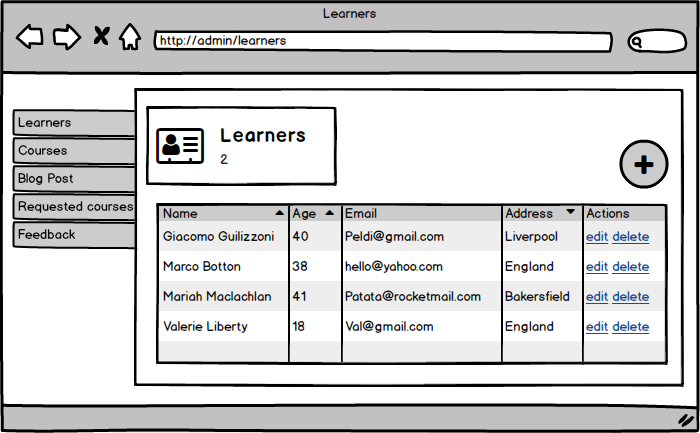 Learners
http://admin/learners
Learners
Courses
Blog Post
Requested courses
Feedback
Learners
2
Name Age Email Address Actions
Giacomo Guilizzoni 40 Peldi@gmail.com Liverpool edit delete
Marco Botton 38 hello@yahoo.com England edit delete
Mariah Maclachlan 41 Patata@rocketmail.com Bakersfield edit delete
Valerie Liberty 18 Val@gmail.com England edit delete